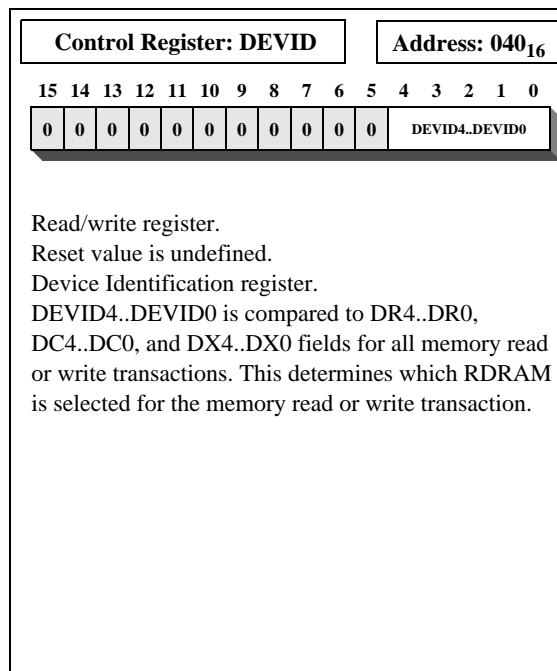 Control Register: DEVID
Address: 040₁₆
15 14 13 12 11 10 9 8 7 6 5 4 3 2 1 0
0 0 0 0 0 0 0 0 0 0 0 DEVID4..DEVID0
Read/write register.
Reset value is undefined.
Device Identification register.
DEVID4..DEVID0 is compared to DR4..DR0,
DC4..DC0, and DX4..DX0 fields for all memory read
or write transactions. This determines which RDRAM
is selected for the memory read or write transaction.